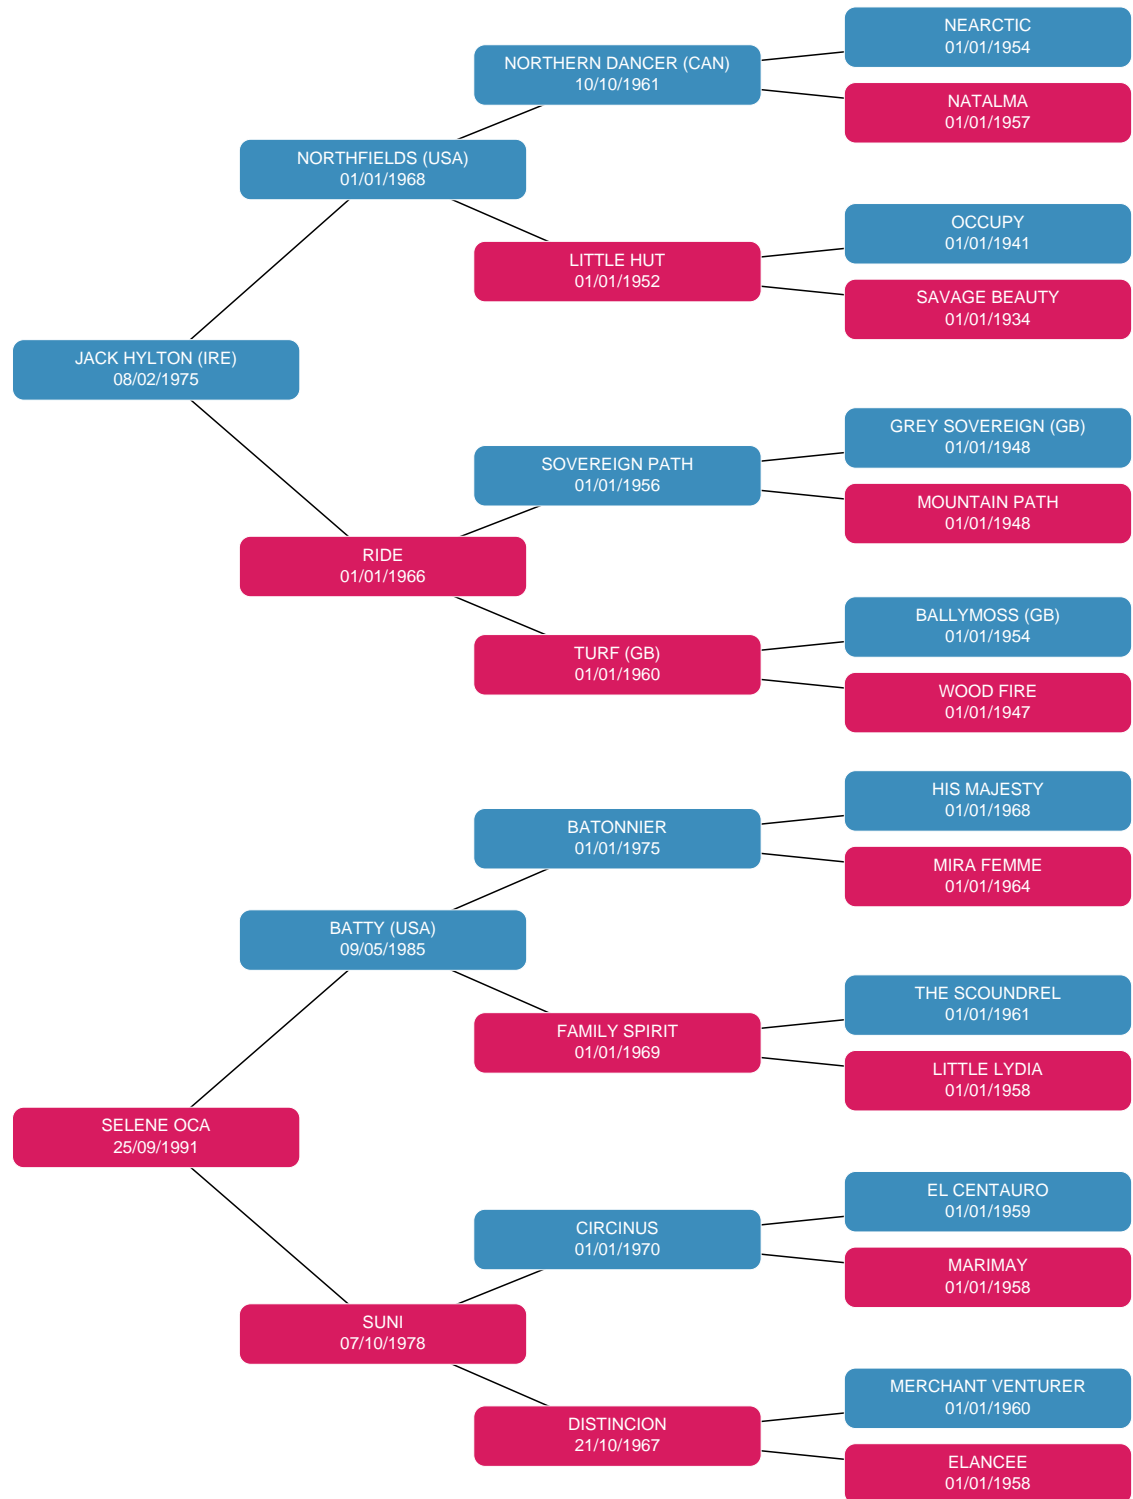 NEARCTIC
01/01/1954
NORTHERN DANCER (CAN)
10/10/1961
NATALMA
01/01/1957
NORTHFIELDS (USA)
01/01/1968
OCCUPY
01/01/1941
LITTLE HUT
01/01/1952
SAVAGE BEAUTY
01/01/1934
JACK HYLTON (IRE)
08/02/1975
GREY SOVEREIGN (GB)
01/01/1948
SOVEREIGN PATH
01/01/1956
MOUNTAIN PATH
01/01/1948
RIDE
01/01/1966
BALLYMOSS (GB)
01/01/1954
TURF (GB)
01/01/1960
WOOD FIRE
01/01/1947
HIS MAJESTY
01/01/1968
BATONNIER
01/01/1975
MIRA FEMME
01/01/1964
BATTY (USA)
09/05/1985
THE SCOUNDREL
01/01/1961
FAMILY SPIRIT
01/01/1969
LITTLE LYDIA
01/01/1958
SELENE OCA
25/09/1991
EL CENTAURO
01/01/1959
CIRCINUS
01/01/1970
MARIMAY
01/01/1958
SUNI
07/10/1978
MERCHANT VENTURER
01/01/1960
DISTINCION
21/10/1967
ELANCEE
01/01/1958